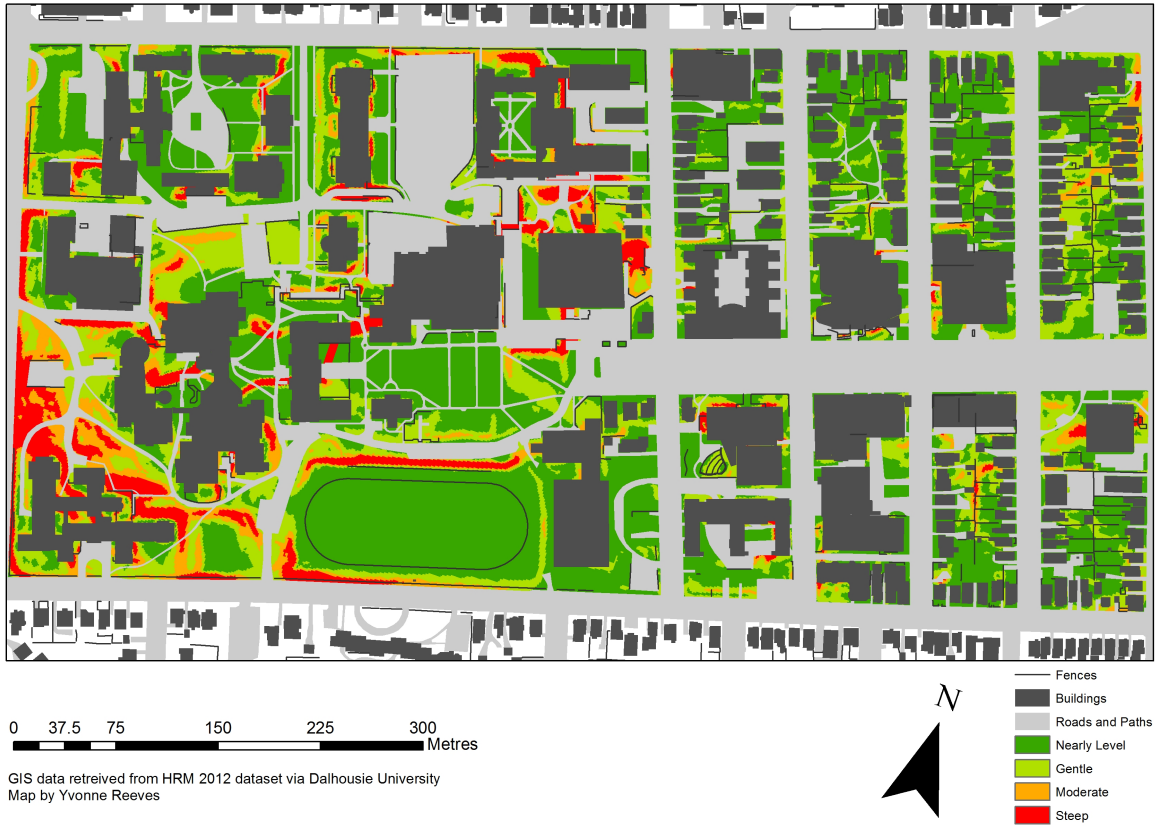 N
Fences
Buildings
Roads and Paths
Nearly Level
Gentle
Moderate
Steep
0 37.5 75 150 225 300
Metres
GIS data retreived from HRM 2012 dataset via Dalhousie University
Map by Yvonne Reeves